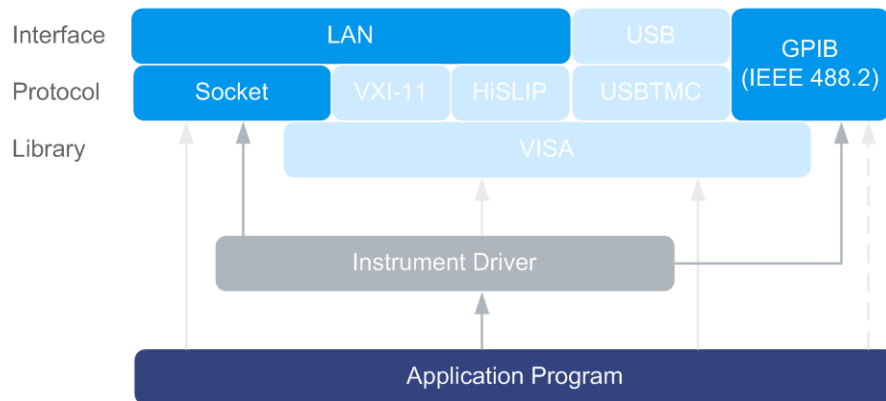 Interface
LAN
USB
GPIB
(IEEE 488.2)
Protocol
Socket
VXI-11
HiSLIP
USBTMC
Library
VISA
Instrument Driver
Application Program